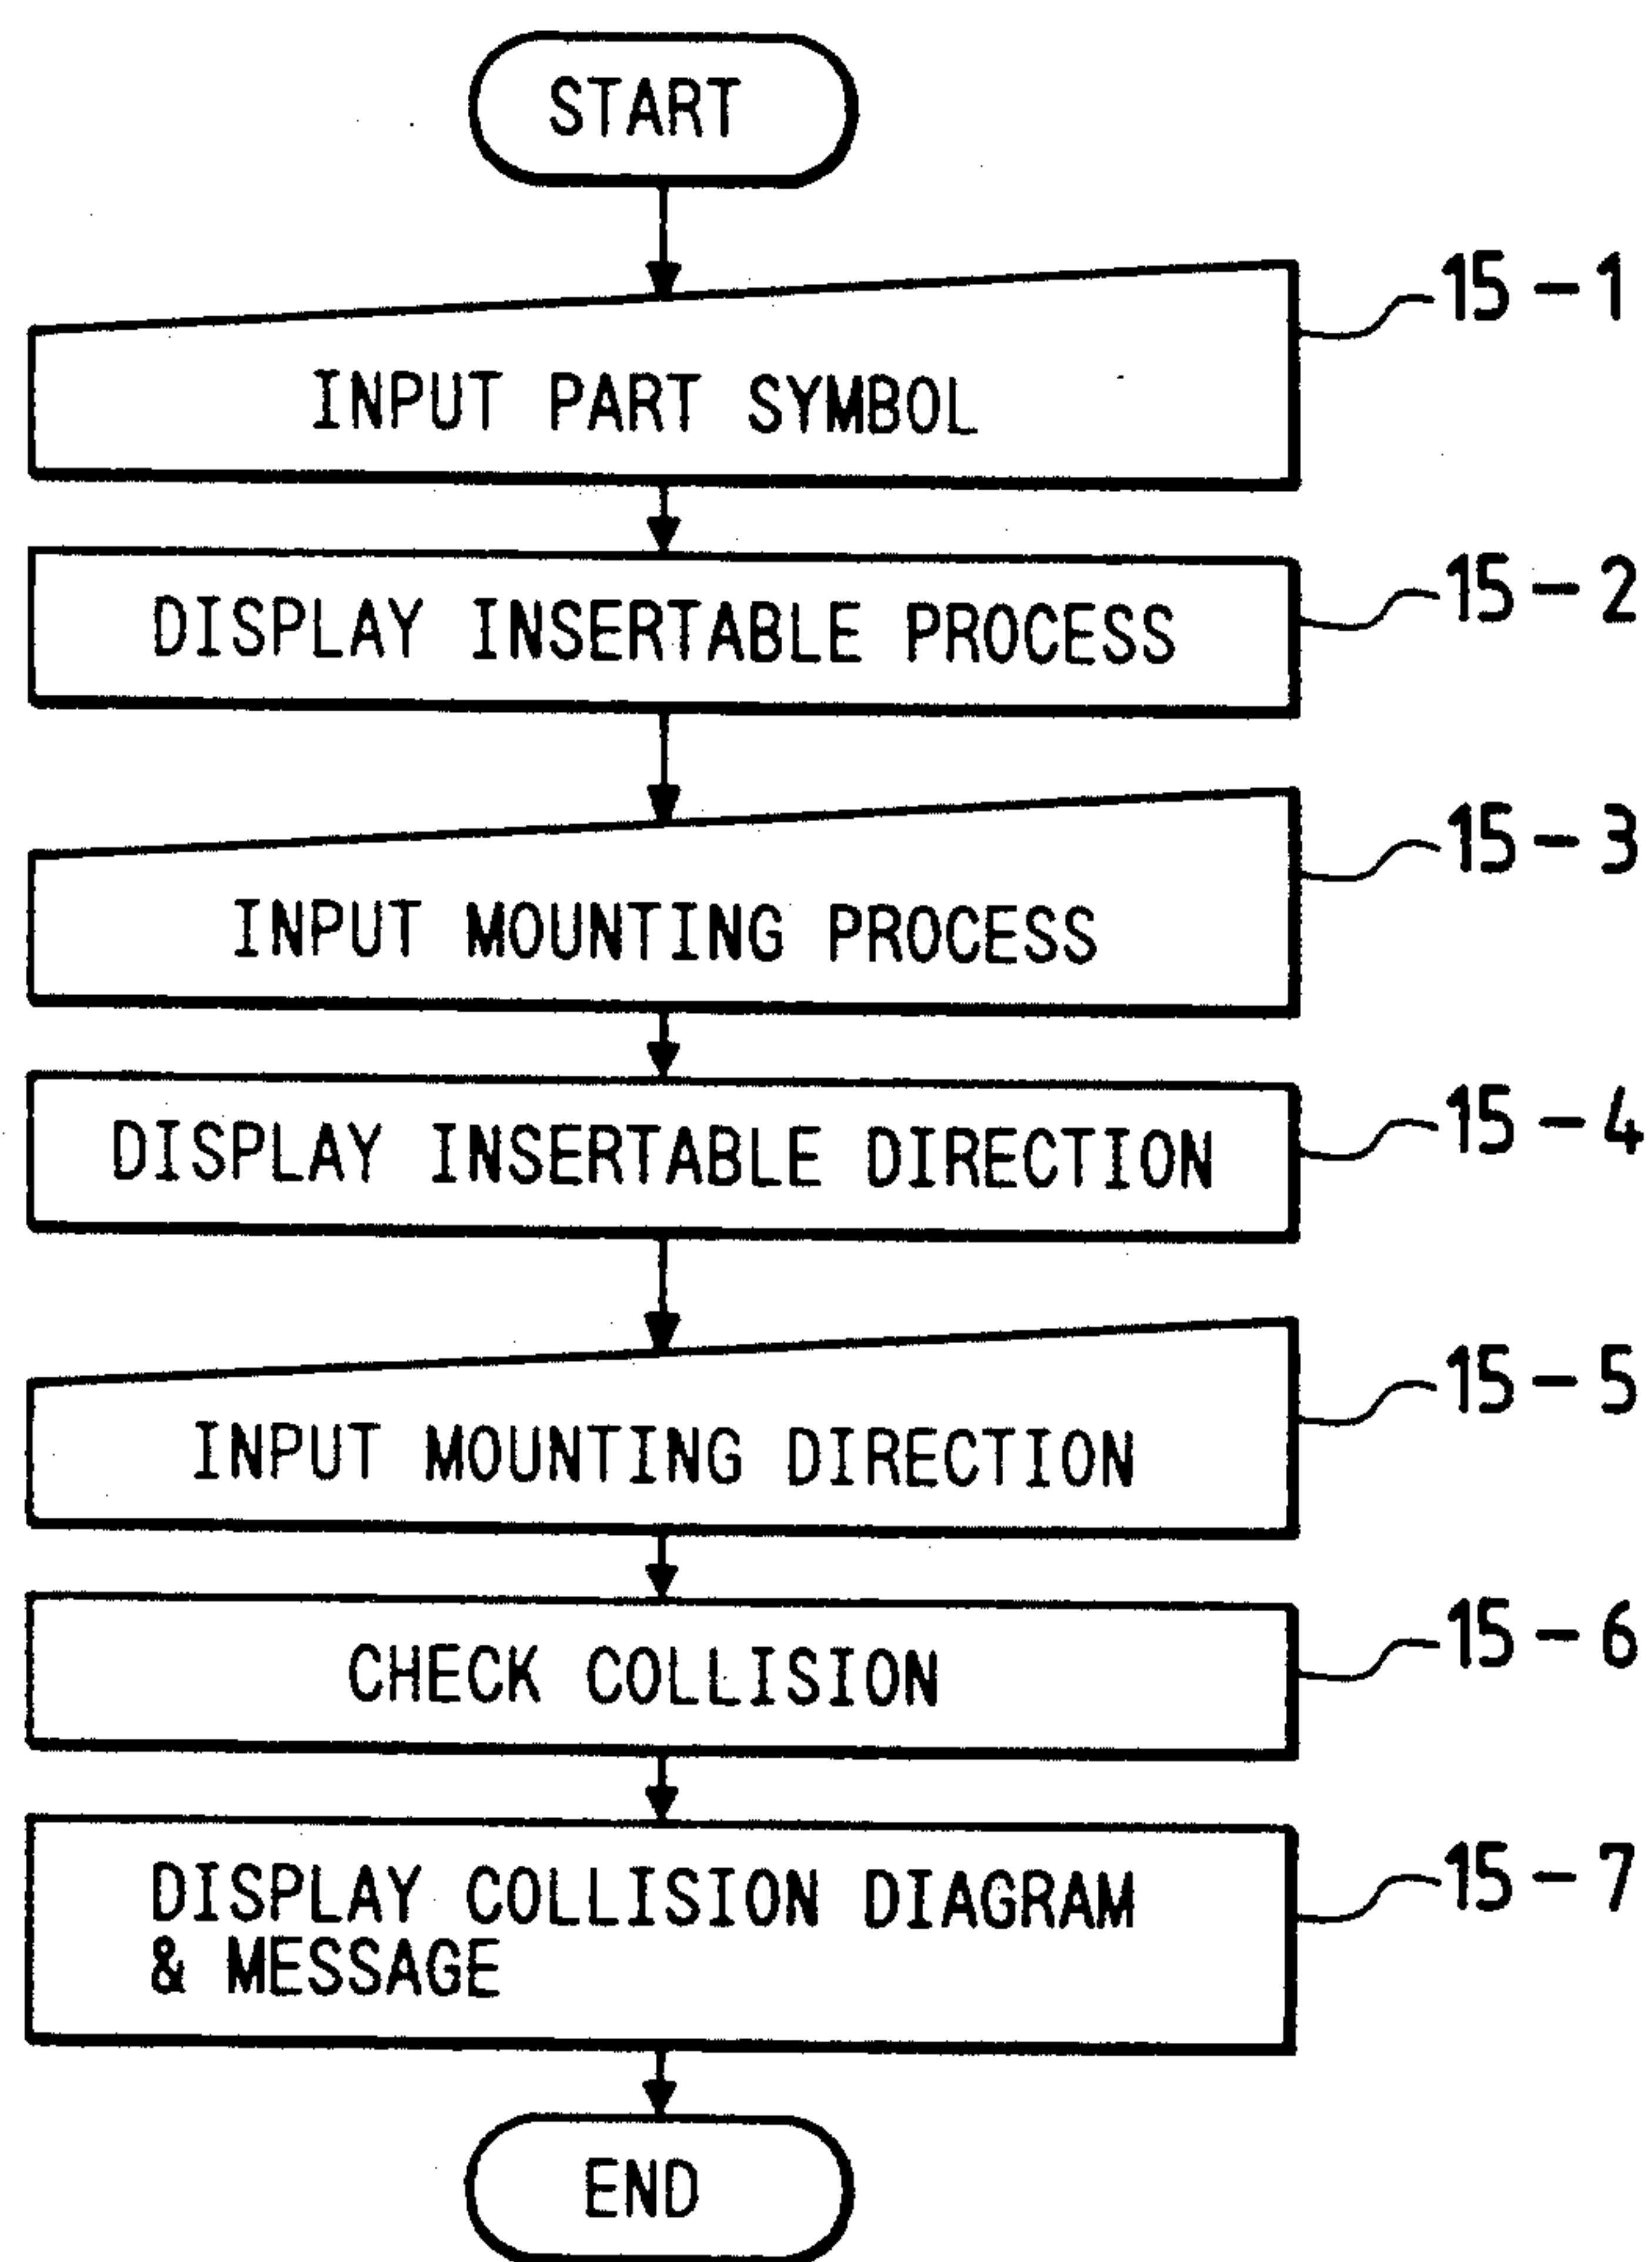 START
15-1
INPUT PART SYMBOL
15-2
DISPLAY INSERTABLE PROCESS
15-3
INPUT MOUNTING PROCESS
15-4
DISPLAY INSERTABLE DIRECTION
15-5
INPUT MOUNTING DIRECTION
15-6
CHECK COLLISION
15-7
DISPLAY COLLISION DIAGRAM
& MESSAGE
END